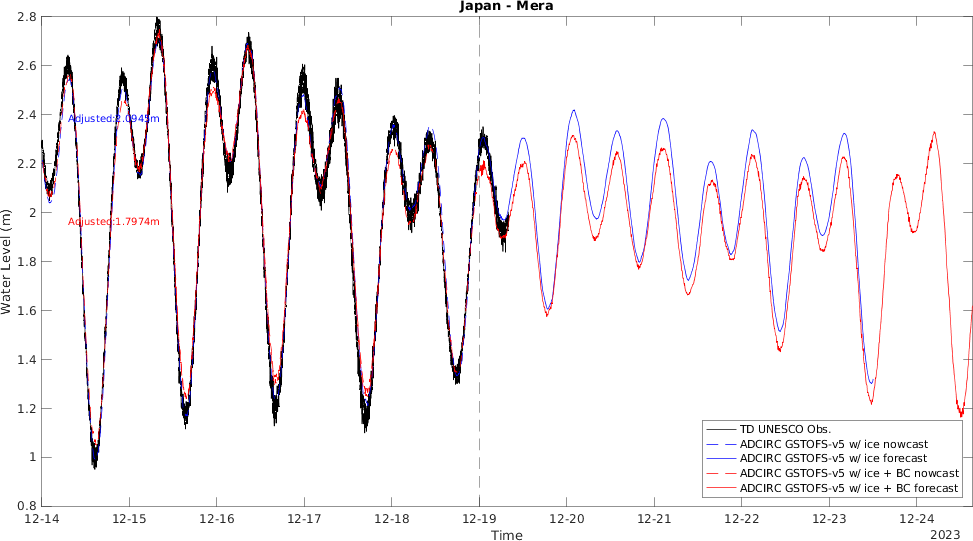 Japan - Mera
2.8
2.6
2.4
2.2
2
1.8
1.6
1.4
1.2
1
0.8
Water Level (m)
Adjusted:2.0945m
Adjusted:1.7974m
TD UNESCO Obs.
ADCIRC GSTOFS-v5 w/ ice nowcast
ADCIRC GSTOFS-v5 w/ ice forecast
ADCIRC GSTOFS-v5 w/ ice + BC nowcast
ADCIRC GSTOFS-v5 w/ ice + BC forecast
12-14 12-15 12-16 12-17 12-18 12-19 12-20 12-21 12-22 12-23 12-24
Time
2023